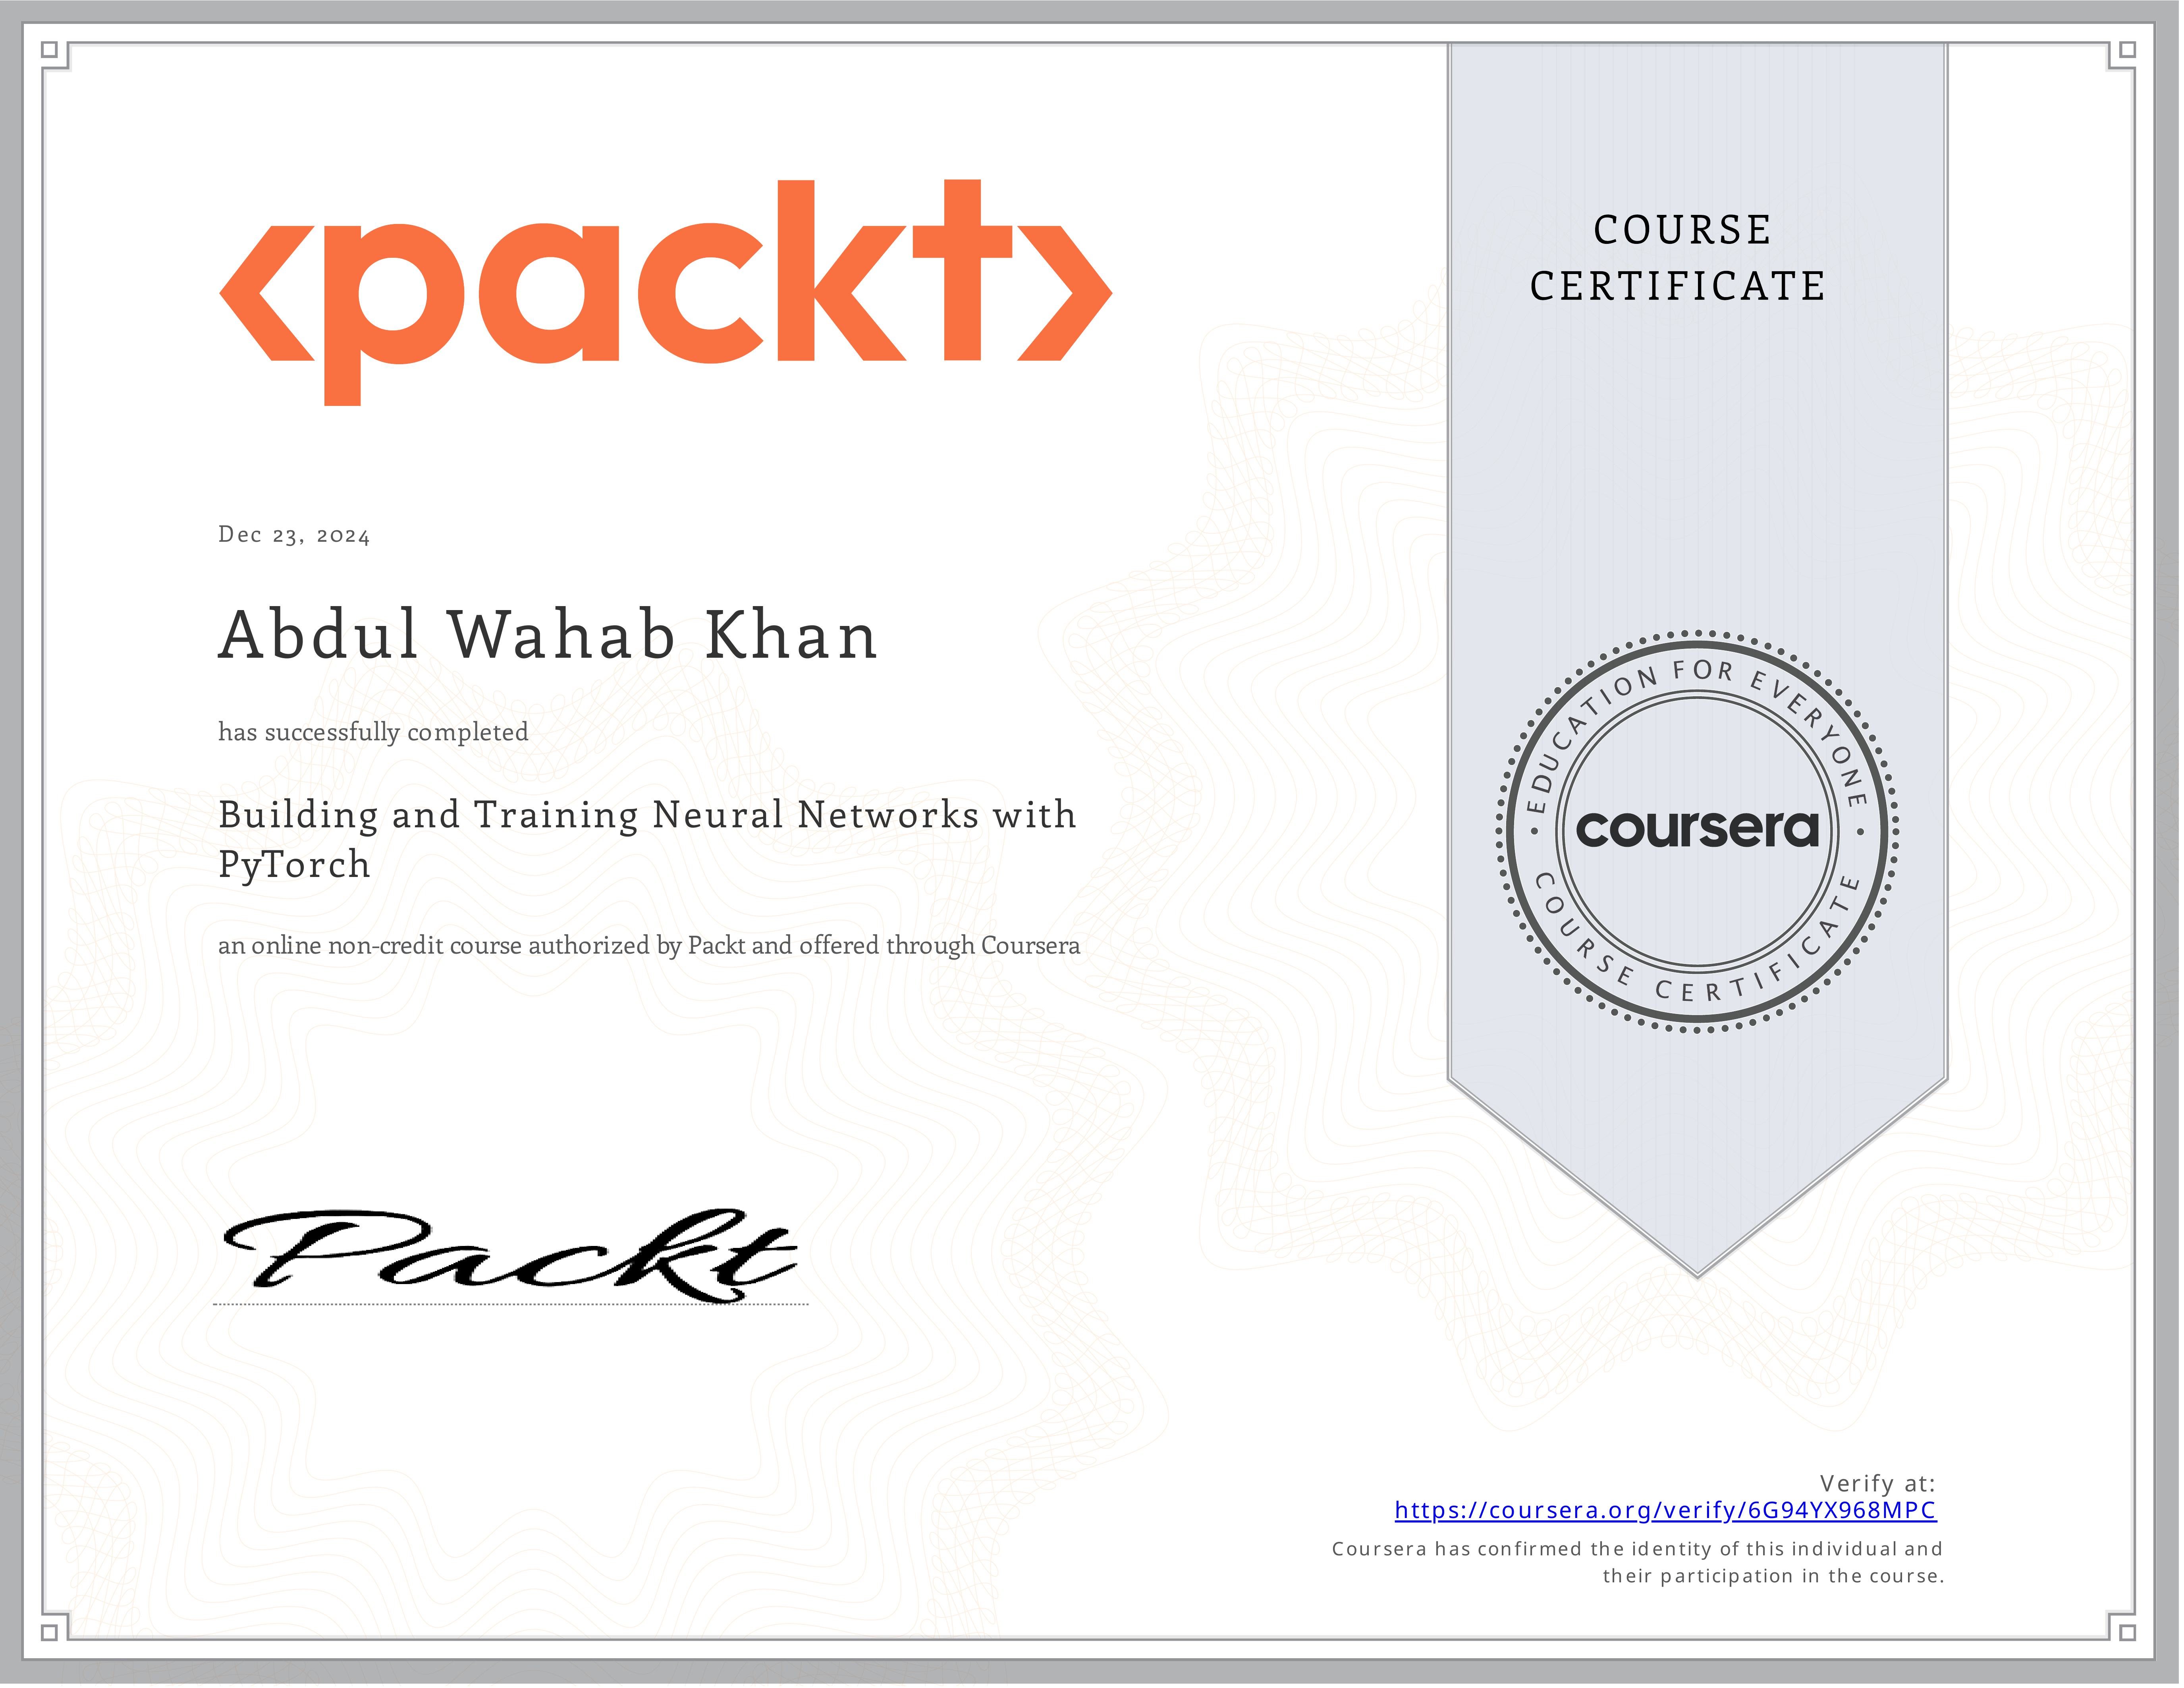 <packt>
COURSE
CERTIFICATE
Dec 23, 2024
Abdul Wahab Khan
has successfully completed
Building and Training Neural Networks with
PyTorch
an online non-credit course authorized by Packt and offered through Coursera
EDUCATION FOR EVERYONE
coursera
COURSE CERTIFICATE
Packt
Verify at:
https://coursera.org/verify/6G94YX968MPC
Coursera has confirmed the identity of this individual and
their participation in the course.